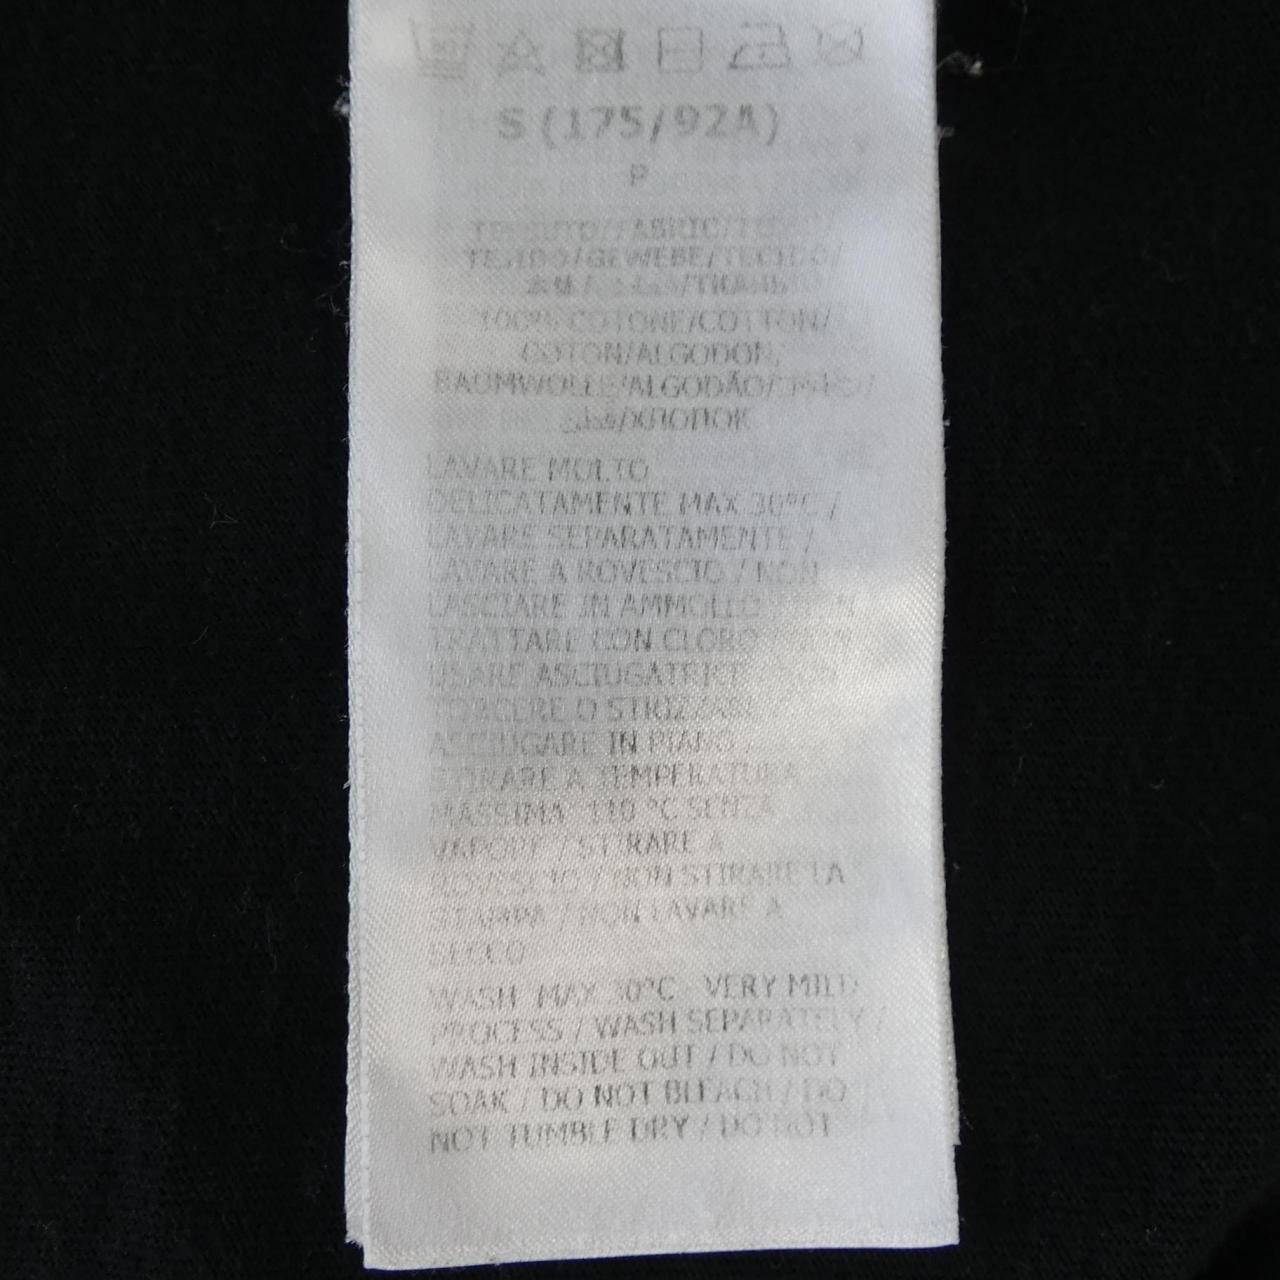 S (175/92A)
P
TESSUTO/FABRIC/
TEJIDO/GEWEBE/TECIDO/
/ТКАНЬ
100% COTONE/COTTON/
COTON/ALGODON,
BAUMWOLLE/ALGODÃO/
قطن/ХЛОПОК
LAVARE MOLTO
DELICATAMENTE MAX 30°C /
LAVARE SEPARATAMENTE /
LAVARE A ROVESCIO / NON
LASCIARE IN AMMOLLO
TRATTARE CON CLORO
USARE ASCIUGATRICE
TORCERE O STRIZZARE
ASCIUGARE IN PIANO /
STIRARE A TEMPERATURA
MASSIMA 110 °C SENZA
VAPORE / STIRARE A
ROVESCIO / NON STIRARE LA
STAMPA / NON LAVARE A
SECCO
WASH MAX 30°C - VERY MILD
PROCESS / WASH SEPARATELY /
WASH INSIDE OUT / DO NOT
SOAK / DO NOT BLEACH / DO
NOT TUMBLE DRY / DO NOT